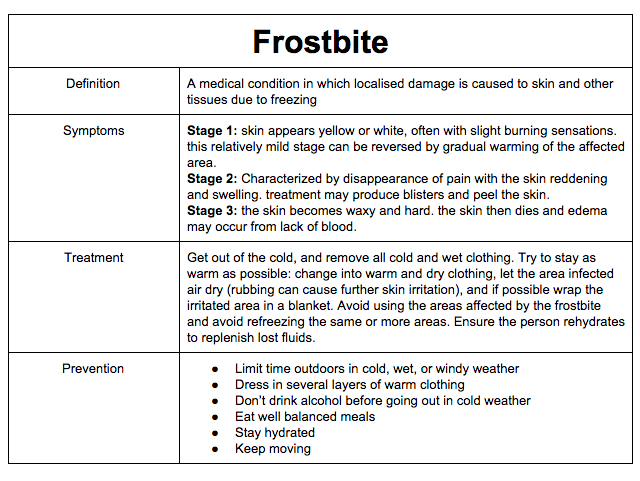 Frostbite
Definition
A medical condition in which localised damage is caused to skin and other
tissues due to freezing
Symptoms
Stage 1: skin appears yellow or white, often with slight burning sensations.
this relatively mild stage can be reversed by gradual warming of the affected
area.
Stage 2: Characterized by disappearance of pain with the skin reddening
and swelling. treatment may produce blisters and peel the skin.
Stage 3: the skin becomes waxy and hard. the skin then dies and edema
may occur from lack of blood.
Treatment
Get out of the cold, and remove all cold and wet clothing. Try to stay as
warm as possible: change into warm and dry clothing, let the area infected
air dry (rubbing can cause further skin irritation), and if possible wrap the
irritated area in a blanket. Avoid using the areas affected by the frostbite
and avoid refreezing the same or more areas. Ensure the person rehydrates
to replenish lost fluids.
Prevention
● Limit time outdoors in cold, wet, or windy weather
● Dress in several layers of warm clothing
● Don't drink alcohol before going out in cold weather
● Eat well balanced meals
● Stay hydrated
● Keep moving